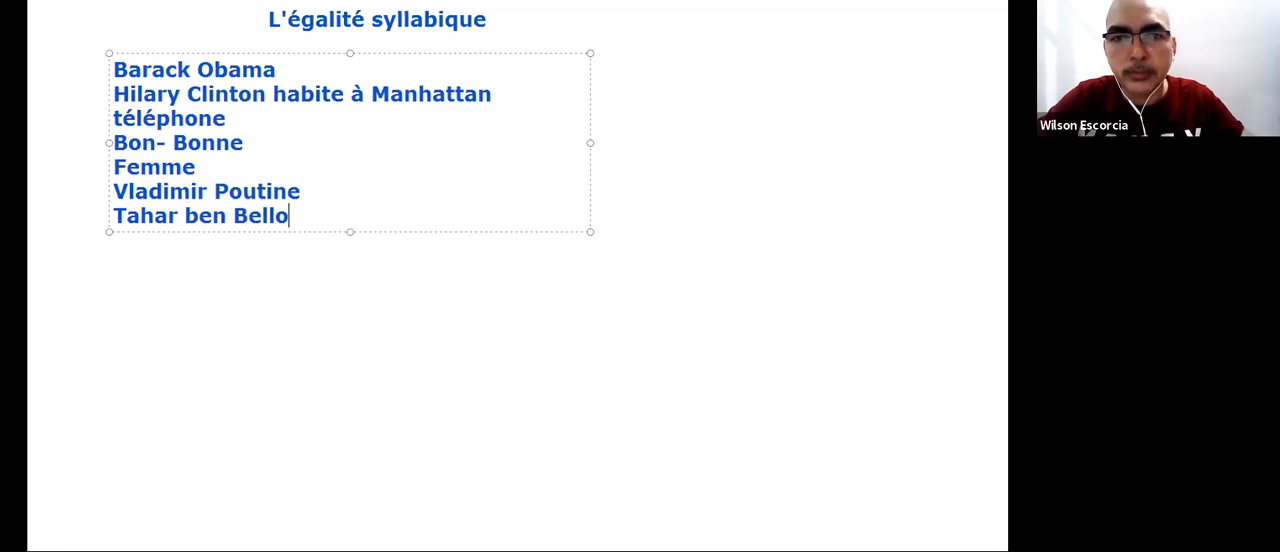 L'égalité syllabique
Barack Obama
Hilary Clinton habite à Manhattan
téléphone
Bon- Bonne
Femme
Vladimir Poutine
Tahar ben Bello
Wilson Escorcia